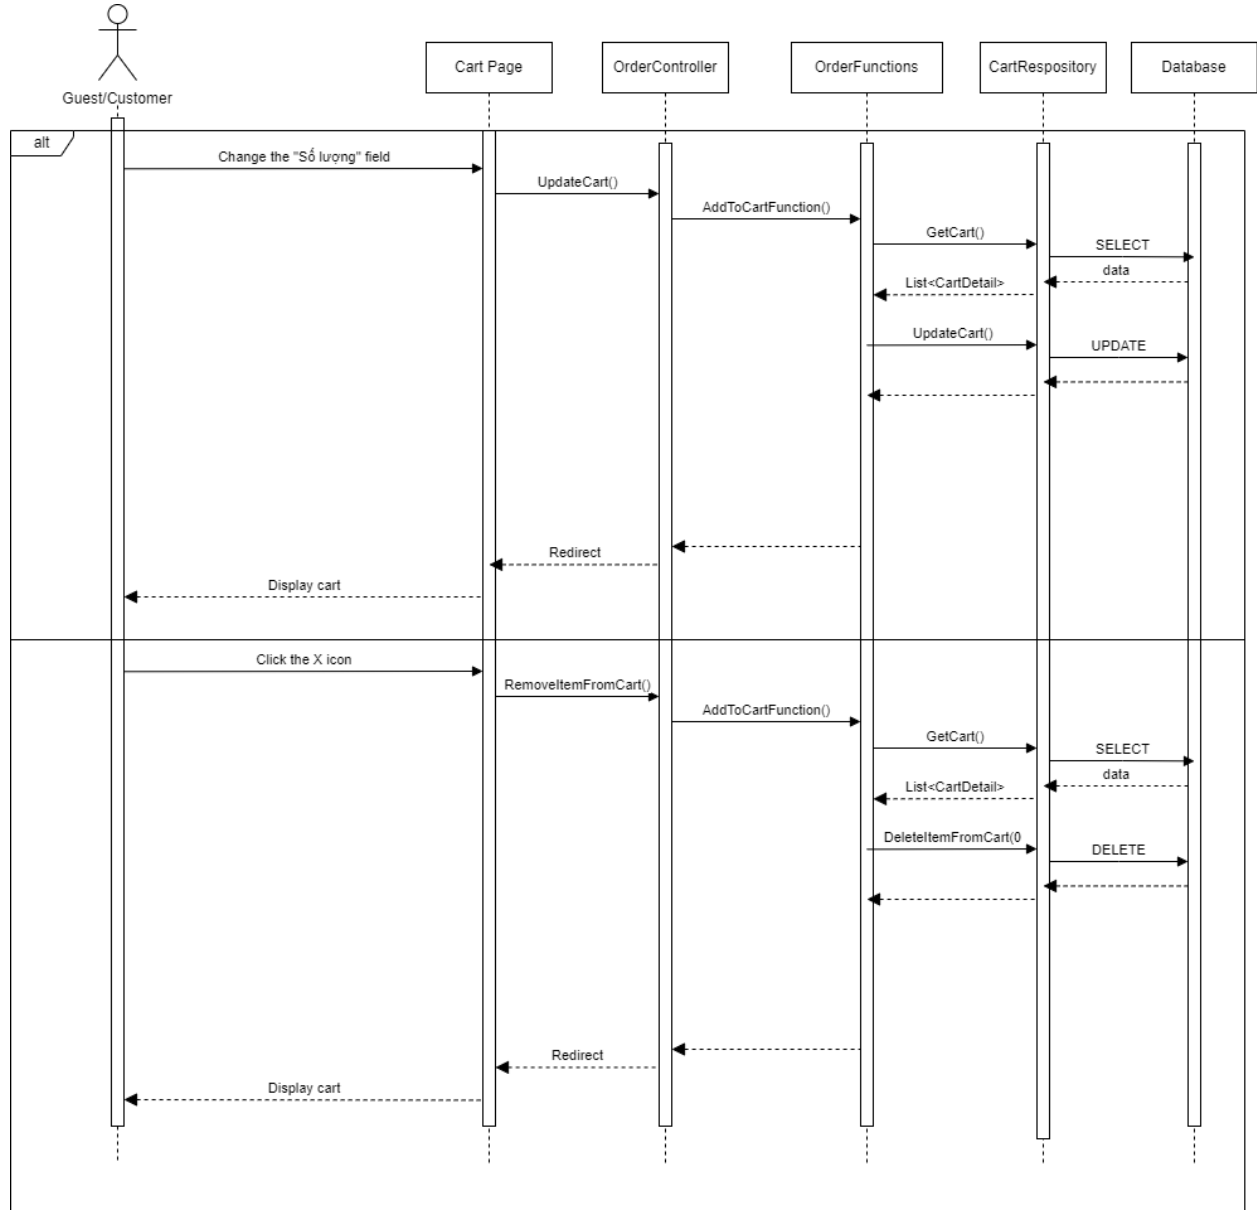 Guest/Customer
Cart Page
OrderController
OrderFunctions
CartRespository
Database
alt
Change the "Số lượng" field
UpdateCart()
AddToCartFunction()
GetCart()
SELECT
data
List<CartDetail>
UpdateCart()
UPDATE
Redirect
Display cart
Click the X icon
RemoveItemFromCart()
AddToCartFunction()
GetCart()
SELECT
data
List<CartDetail>
DeleteItemFromCart(0
DELETE
Redirect
Display cart